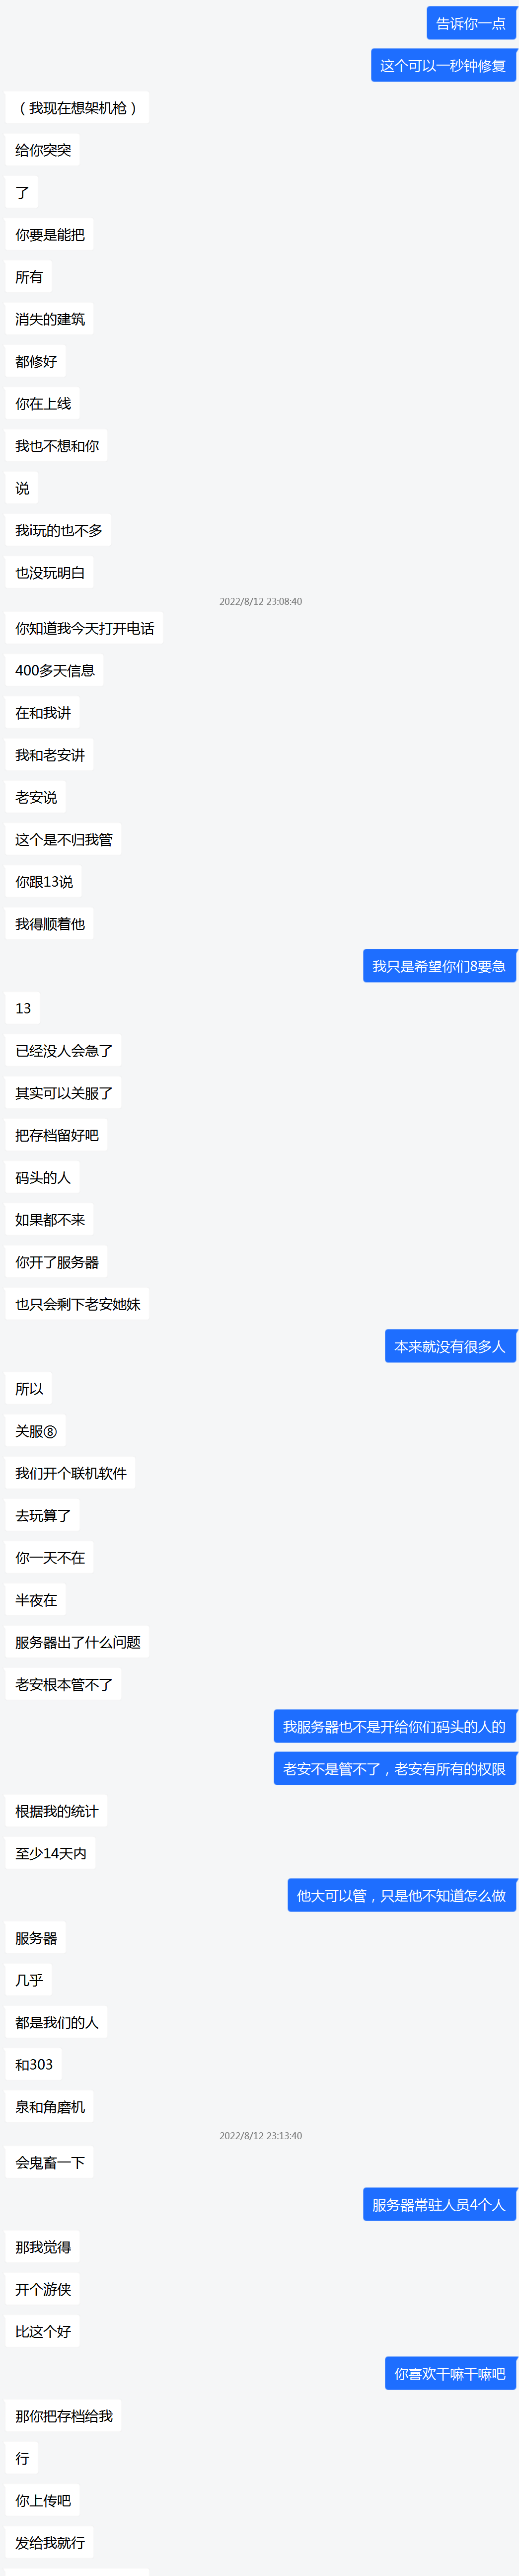 告诉你一点
这个可以一秒钟修复
（我现在想架机枪）
给你突突
了
你要是能把
所有
消失的建筑
都修好
你在上线
我也不想和你
说
我i玩的也不多
也没玩明白
2022/8/12 23:08:40
你知道我今天打开电话
400多天信息
在和我讲
我和老安讲
老安说
这个是不归我管
你跟13说
我得顺着他
我只是希望你们8要急
13
已经没人会急了
其实可以关服了
把存档留好吧
码头的人
如果都不来
你开了服务器
也只会剩下老安她妹
本来就没有很多人
所以
关服⑧
我们开个联机软件
去玩算了
你一天不在
半夜在
服务器出了什么问题
老安根本管不了
我服务器也不是开给你们码头的人的
老安不是管不了，老安有所有的权限
根据我的统计
至少14天内
他大可以管，只是他不知道怎么做
服务器
几乎
都是我们的人
和303
泉和角磨机
2022/8/12 23:13:40
会鬼畜一下
服务器常驻人员4个人
那我觉得
开个游侠
比这个好
你喜欢干嘛干嘛吧
那你把存档给我
行
你上传吧
发给我就行